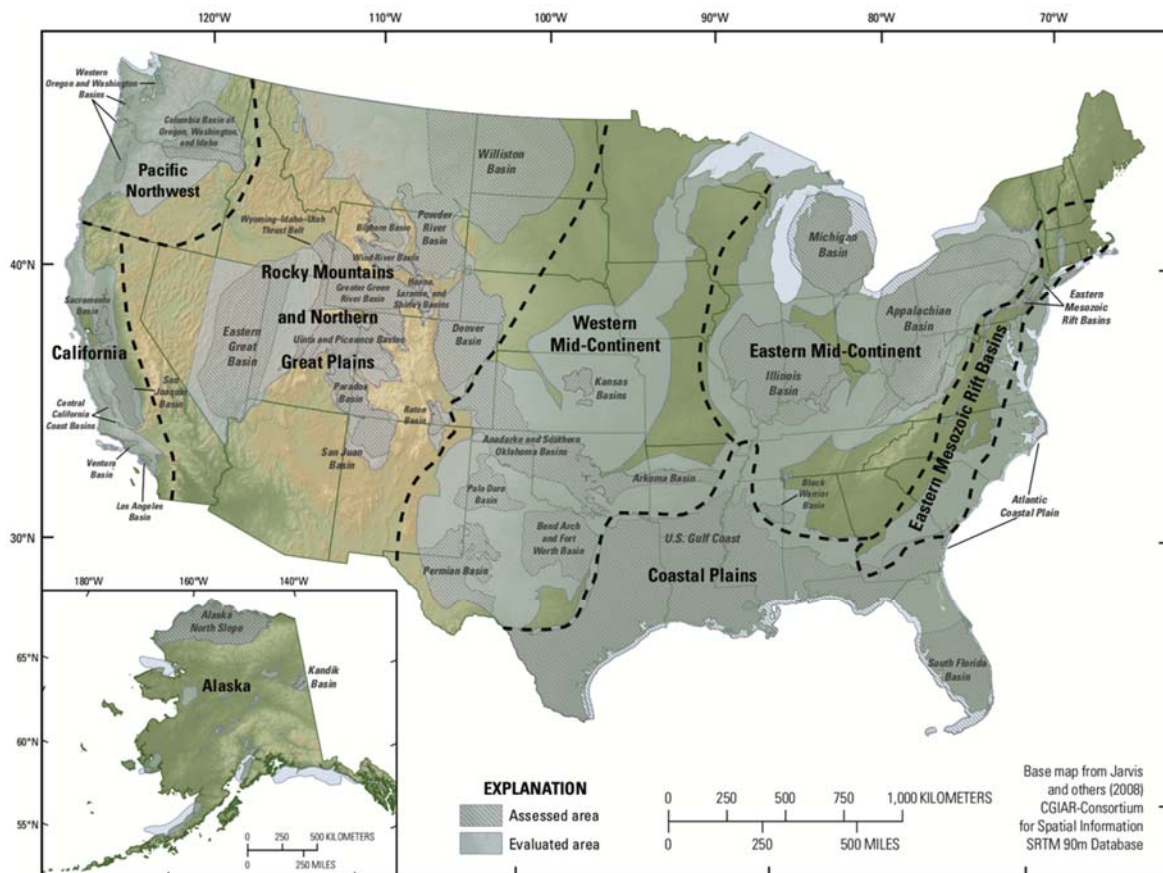 120°W
110°W
100°W
90°W
80°W
70°W
40°N
30°N
Western
Oregon and Washington
Basins
Columbia Basin of
Oregon, Washington,
and Idaho
Pacific
Northwest
Williston
Basin
Wyoming–Idaho–Utah
Thrust Belt
Bighorn Basin
Powder
River
Basin
Wind River Basin
Rocky Mountains
and Northern
Great Plains
Greater Green
River Basin
Hanna,
Laramie, and
Shirley Basins
Sacramento
Basin
California
Eastern
Great
Basin
Uinta and Piceance Basins
Denver
Basin
Paradox
Basin
Raton
Basin
San Juan
Basin
San
Joaquin
Basin
Central
California
Coast Basins
Ventura
Basin
Los Angeles
Basin
Western
Mid-Continent
Kansas
Basins
Anadarko and Southern
Oklahoma Basins
Arkoma Basin
Palo Duro
Basin
Bend Arch
and Fort
Worth Basin
Permian Basin
Michigan
Basin
Eastern Mid-Continent
Illinois
Basin
Appalachian
Basin
Black
Warrior
Basin
Eastern
Mesozoic
Rift Basins
Eastern Mesozoic Rift Basins
Atlantic
Coastal Plain
U.S. Gulf Coast
Coastal Plains
South Florida
Basin
180°W
160°W
140°W
65°N
60°N
55°N
Alaska
North Slope
Kandik
Basin
Alaska
0 250 500 KILOMETERS
0 250 MILES
EXPLANATION
Assessed area
Evaluated area
0 250 500 750 1,000 KILOMETERS
0 250 500 MILES
Base map from Jarvis
and others (2008)
CGIAR-Consortium
for Spatial Information
SRTM 90m Database